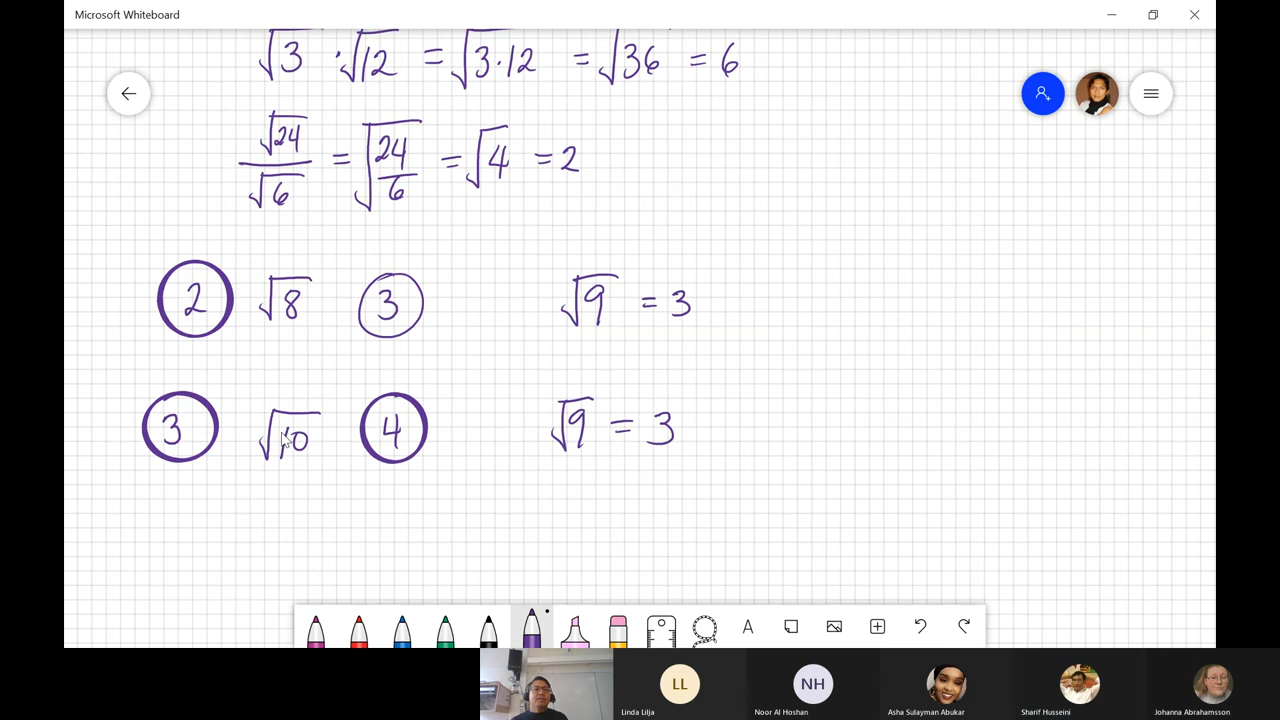 Microsoft Whiteboard
√3 · √12 = √3·12 = √36 = 6
√24/√6 = √24/6 = √4 = 2
2 √8 3 √9 = 3
3 √10 4 √9 = 3
A
LL
NH
Linda Lilja
Noor Al Hoshan
Asha Sulayman Abukar
Sharif Husseini
Johanna Abrahamsson